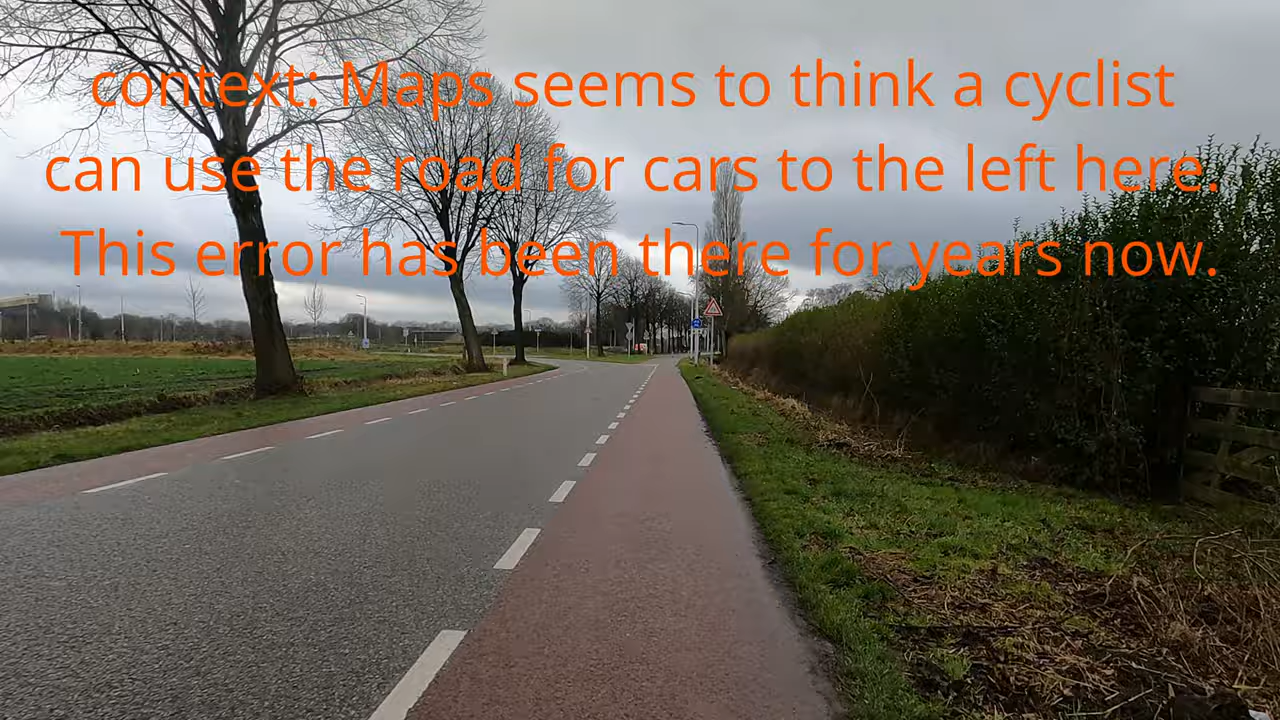 context: Maps seems to think a cyclist
can use the road for cars to the left here.
This error has been there for years now.